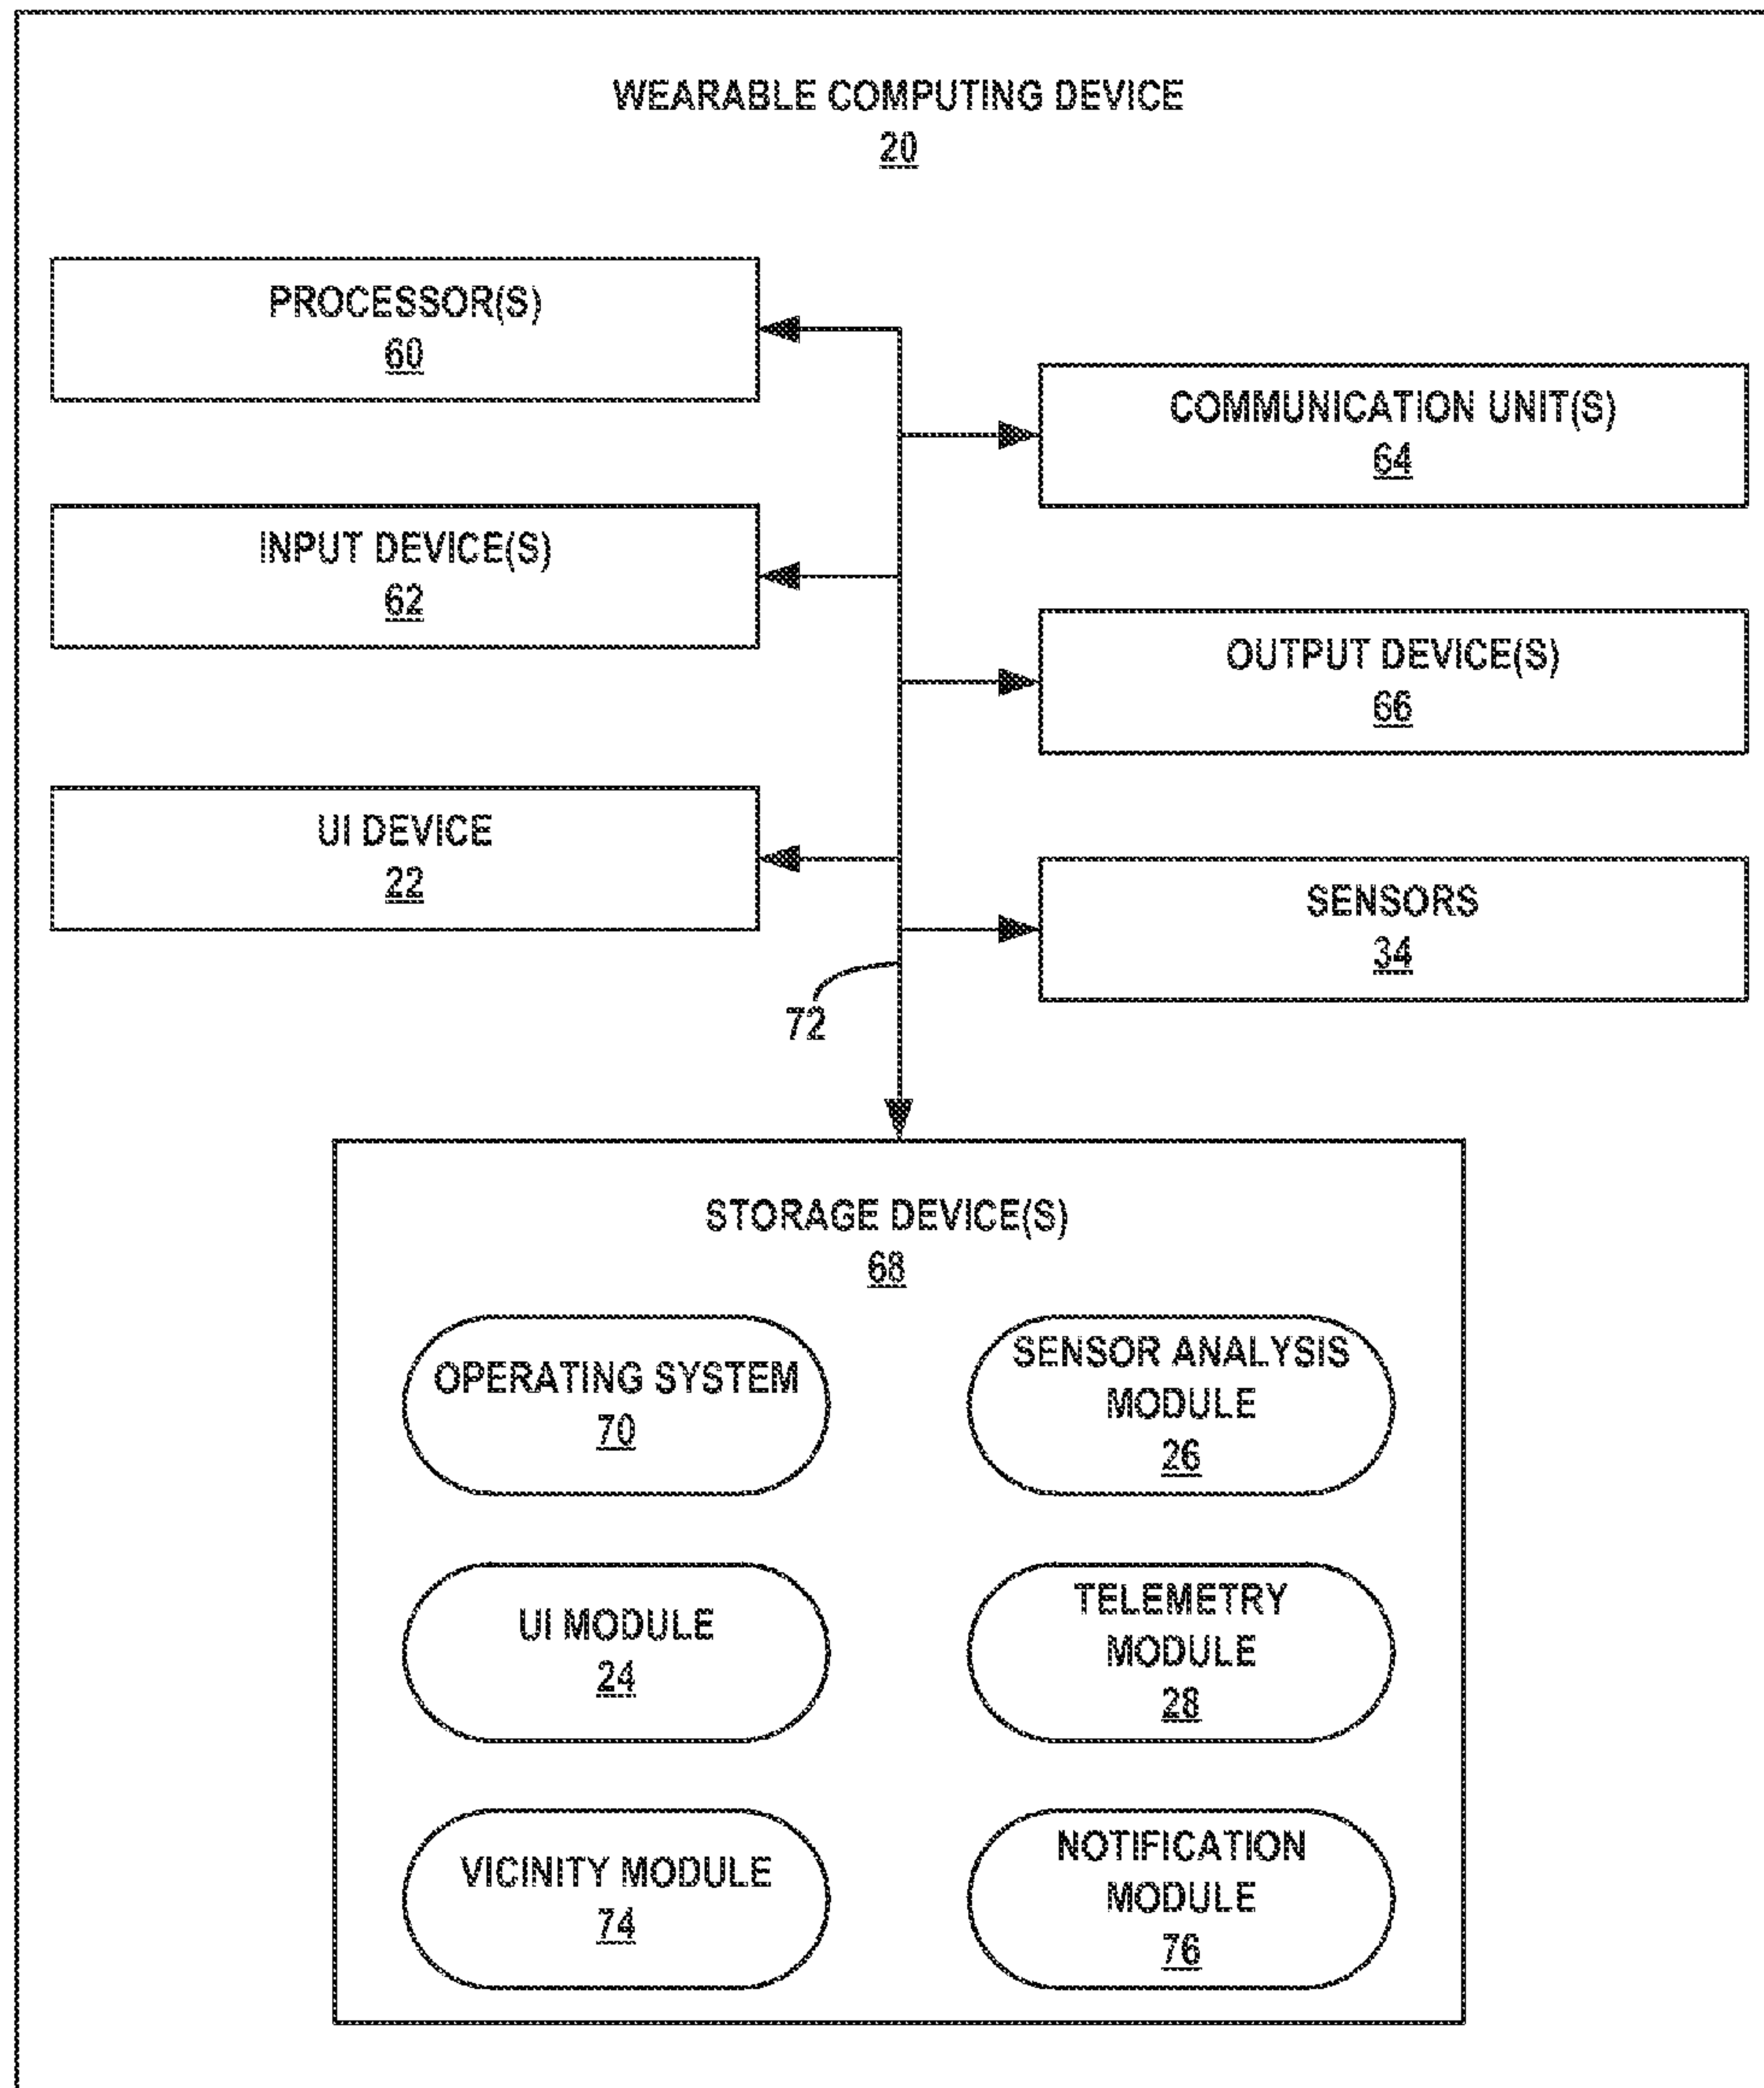 WEARABLE COMPUTING DEVICE
20
PROCESSOR(S)
60
COMMUNICATION UNIT(S)
64
INPUT DEVICE(S)
62
OUTPUT DEVICE(S)
66
UI DEVICE
22
SENSORS
34
72
STORAGE DEVICE(S)
68
OPERATING SYSTEM
70
SENSOR ANALYSIS
MODULE
26
UI MODULE
24
TELEMETRY
MODULE
28
VICINITY MODULE
74
NOTIFICATION
MODULE
76